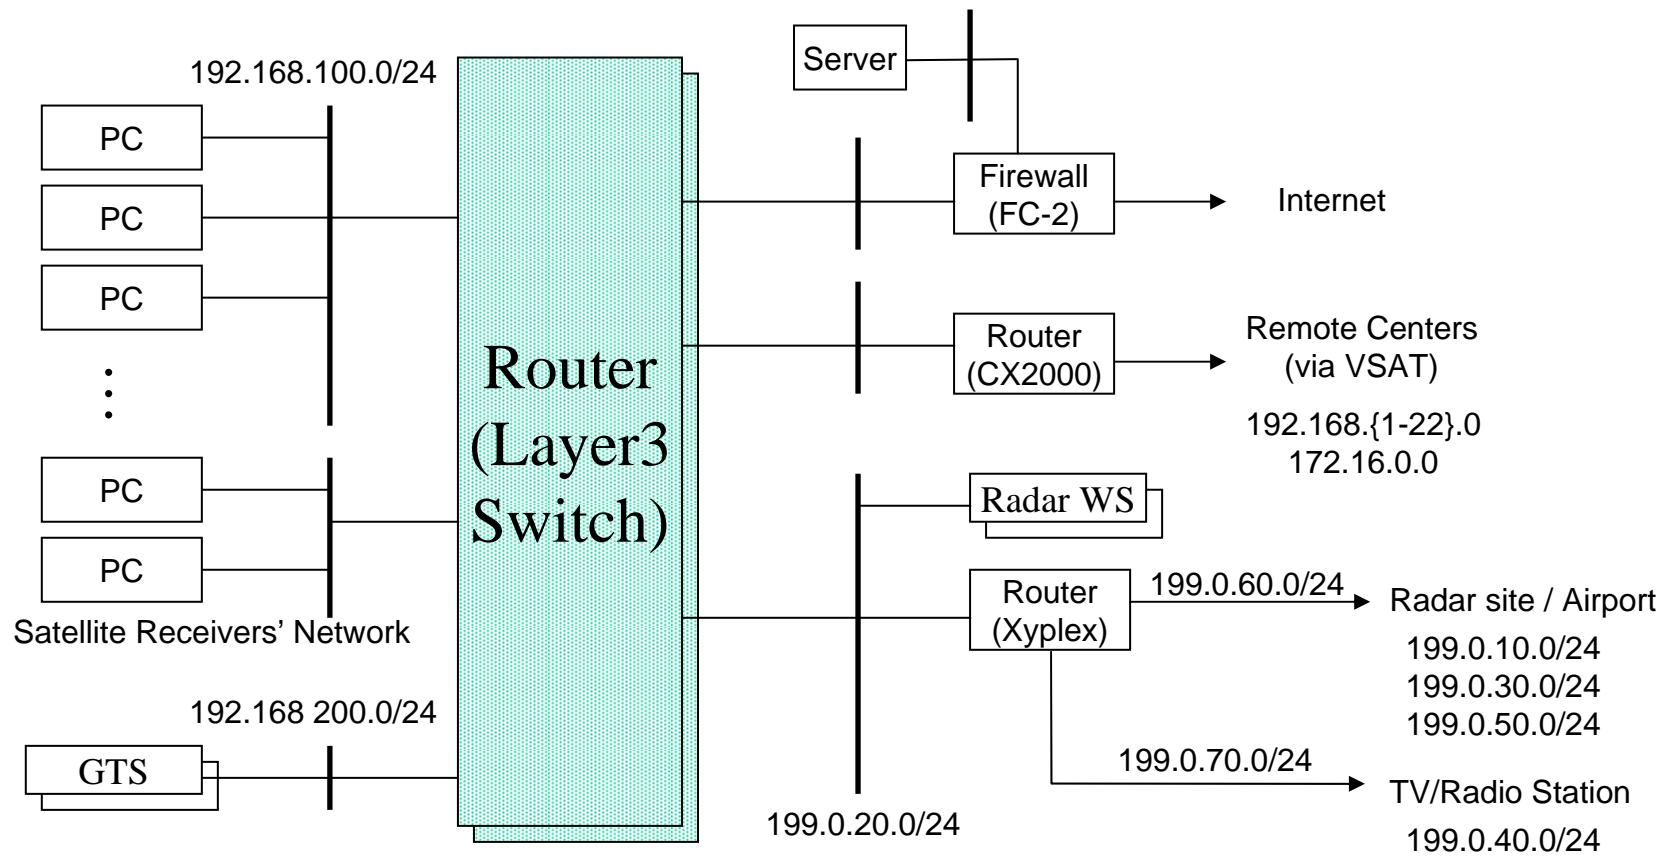 192.168.100.0/24
PC
PC
PC
PC
PC
Satellite Receivers’ Network
192.168 200.0/24
GTS
Router
(Layer3
Switch)
Server
Firewall
(FC-2)
Internet
Router
(CX2000)
Remote Centers
(via VSAT)
192.168.{1-22}.0
172.16.0.0
Radar WS
Router
(Xyplex)
199.0.60.0/24
Radar site / Airport
199.0.10.0/24
199.0.30.0/24
199.0.50.0/24
199.0.70.0/24
TV/Radio Station
199.0.40.0/24
199.0.20.0/24